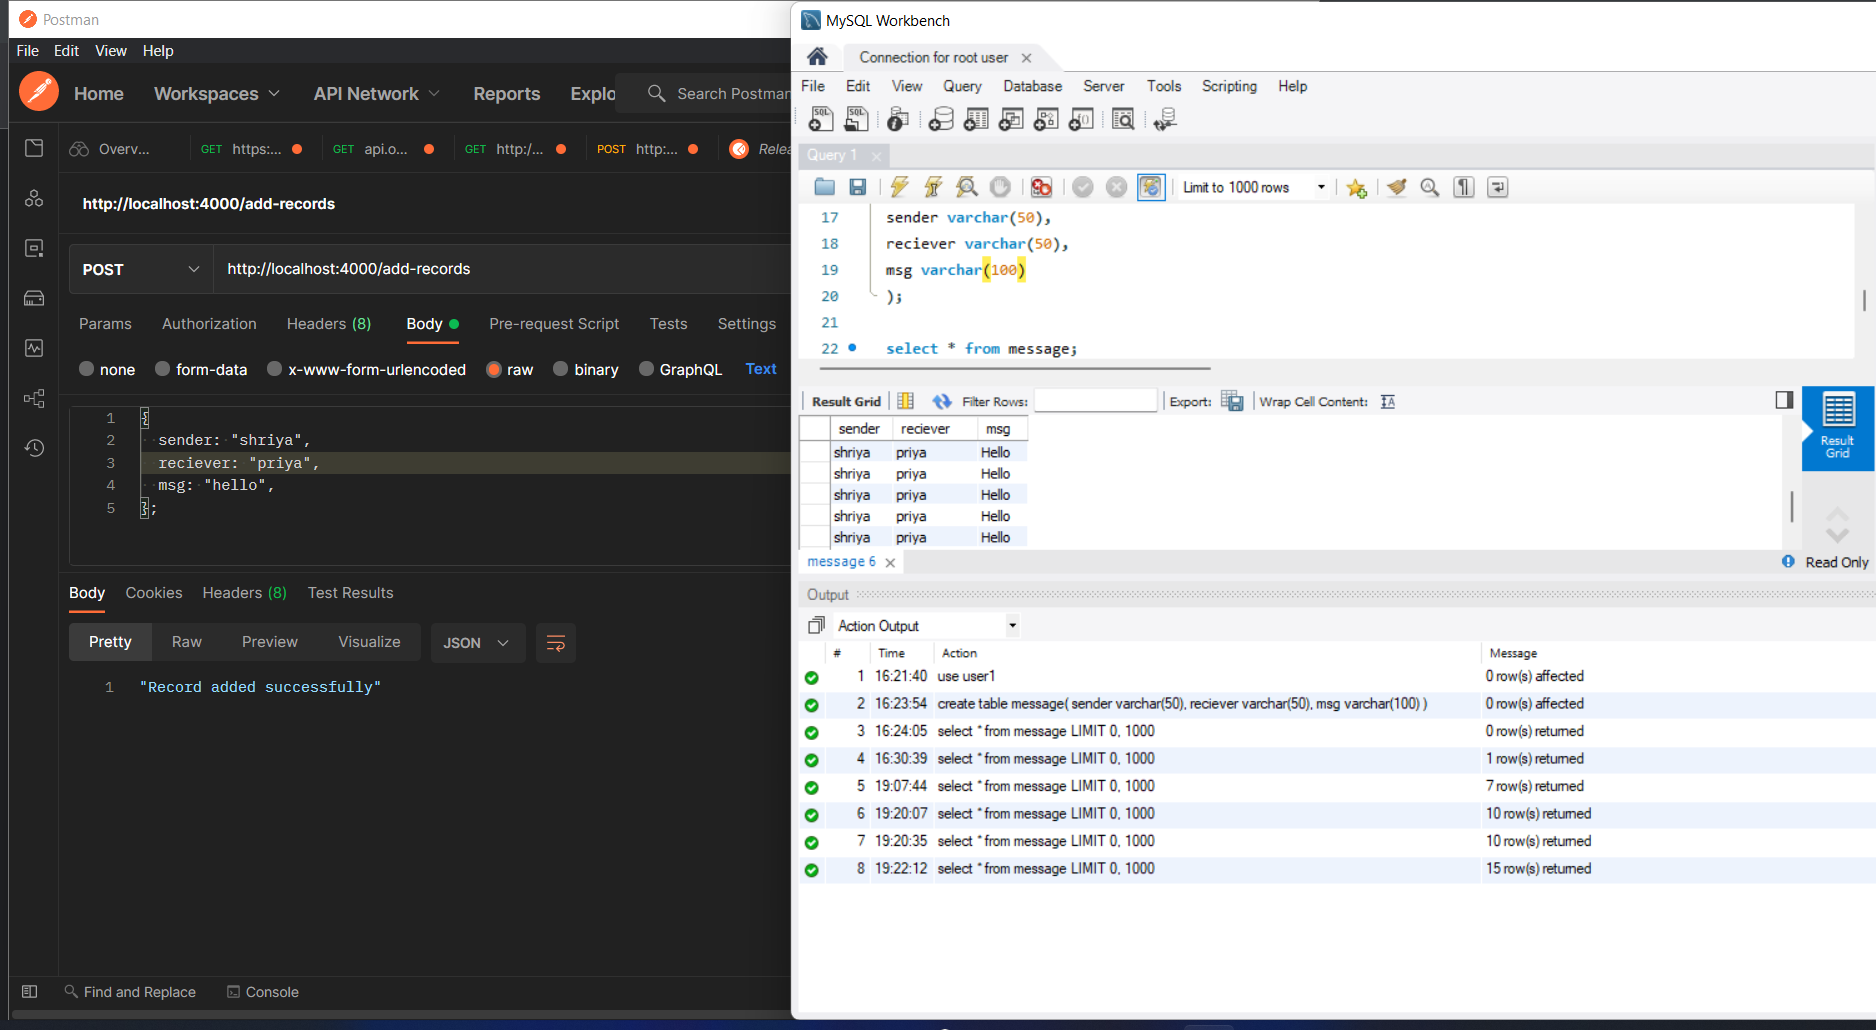 Postman
File Edit View Help
Home Workspaces API Network Reports Explo Search Postman
Overv... GET https:... GET api.o... GET http:/... POST http:... Relea
http://localhost:4000/add-records
POST http://localhost:4000/add-records
Params Authorization Headers (8) Body Pre-request Script Tests Settings
none form-data x-www-form-urlencoded raw binary GraphQL Text
1 {
2 sender: "shriya",
3 reciever: "priya",
4 msg: "hello",
5 };
Body Cookies Headers (8) Test Results
Pretty Raw Preview Visualize JSON
1 "Record added successfully"
Find and Replace Console
MySQL Workbench
Connection for root user
File Edit View Query Database Server Tools Scripting Help
SQL SQL
Query 1
Limit to 1000 rows
17 sender varchar(50),
18 reciever varchar(50),
19 msg varchar(100)
20 );
21
22 select * from message;
Result Grid Filter Rows: Export: Wrap Cell Content:
sender reciever msg
shriya priya Hello
shriya priya Hello
shriya priya Hello
shriya priya Hello
shriya priya Hello
Result
Grid
message 6 Read Only
Output
Action Output
# Time Action Message
1 16:21:40 use user1 0 row(s) affected
2 16:23:54 create table message( sender varchar(50), reciever varchar(50), msg varchar(100) ) 0 row(s) affected
3 16:24:05 select * from message LIMIT 0, 1000 0 row(s) returned
4 16:30:39 select * from message LIMIT 0, 1000 1 row(s) returned
5 19:07:44 select * from message LIMIT 0, 1000 7 row(s) returned
6 19:20:07 select * from message LIMIT 0, 1000 10 row(s) returned
7 19:20:35 select * from message LIMIT 0, 1000 10 row(s) returned
8 19:22:12 select * from message LIMIT 0, 1000 15 row(s) returned